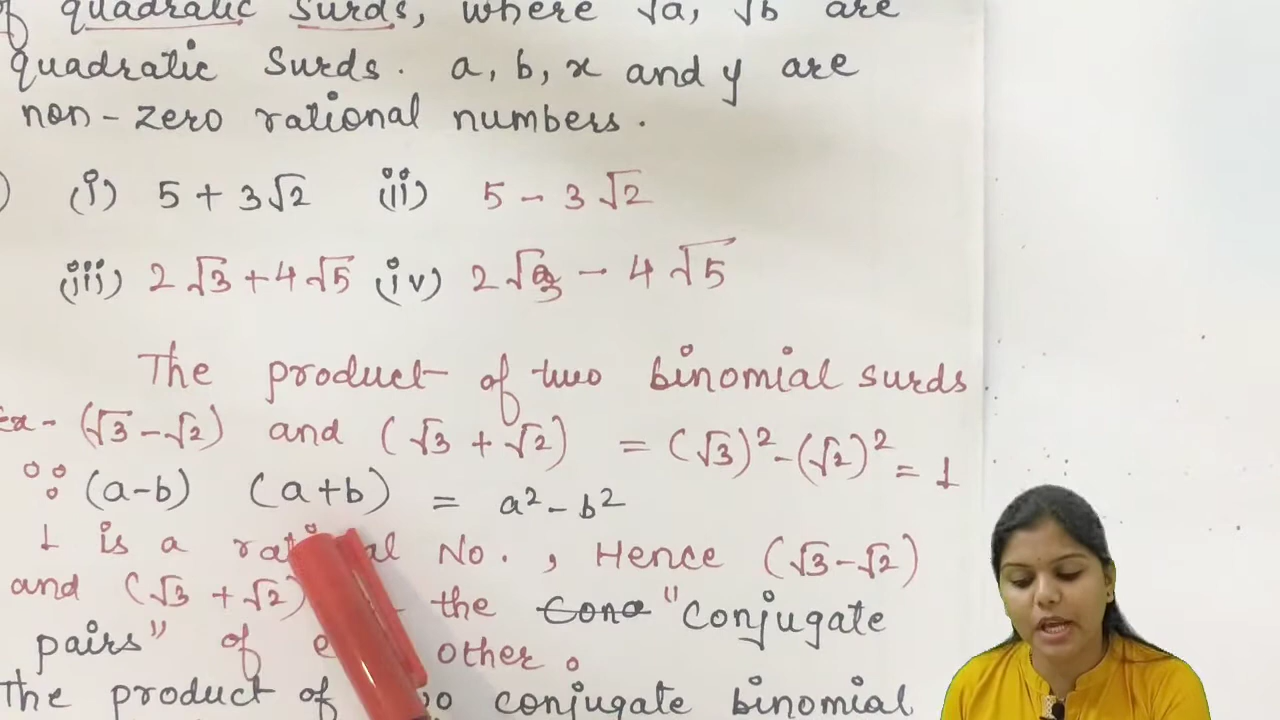 of quadratic surds, where √a, √b are
quadratic Surds. a, b, x and y are
non-zero rational numbers.
) (i) 5 + 3√2 (ii) 5 - 3√2
(iii) 2√3 + 4√5 (iv) 2√3 - 4√5
The product of two binomial surds
Ex- (√3-√2) and (√3 + √2) = (√3)²-(√2)² = 1
∵ (a-b) (a+b) = a² - b²
1 is a No., Hence (√3-√2)
and (√3 + √2) the "Conjugate
pairs" of other.
The product of conjugate binomial